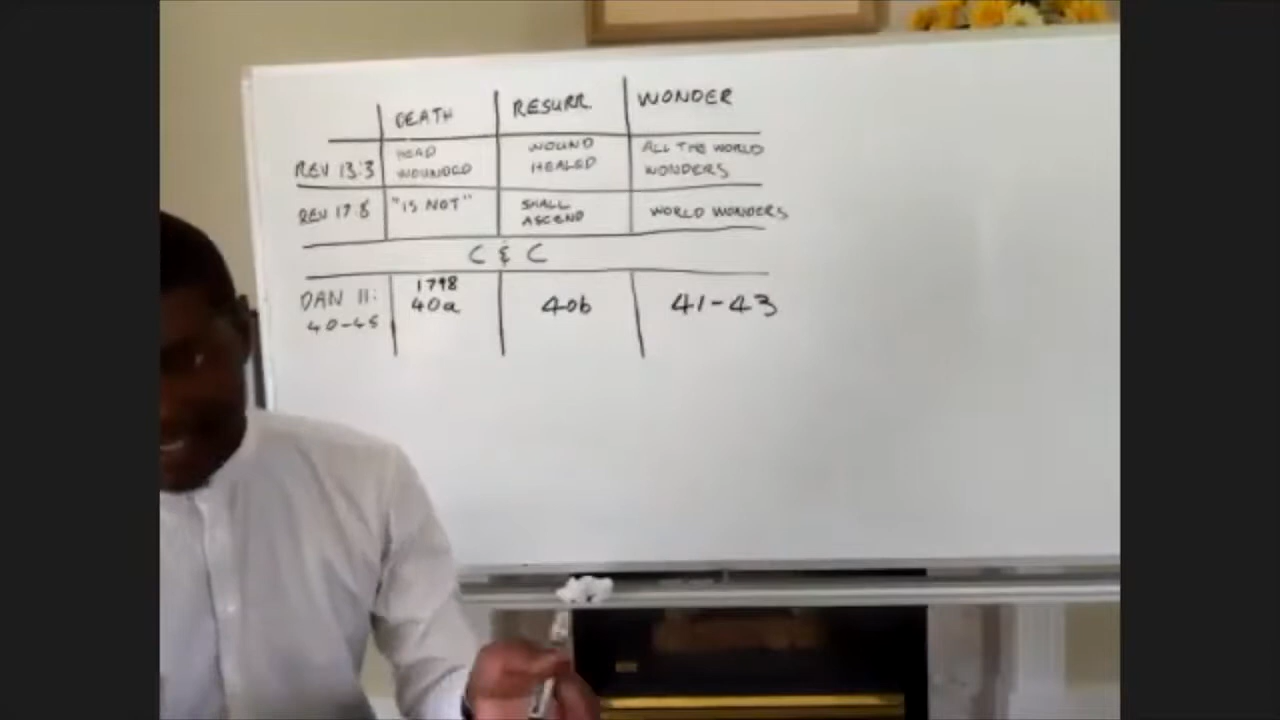 DEATH RESURR WONDER
REV 13:3 HEAD WOUNDED WOUND HEALED ALL THE WORLD WONDERS
REV 17:8 "IS NOT" SHALL ASCEND WORLD WONDERS
C & C
DAN 11: 40-45 1798 40a 40b 41-43